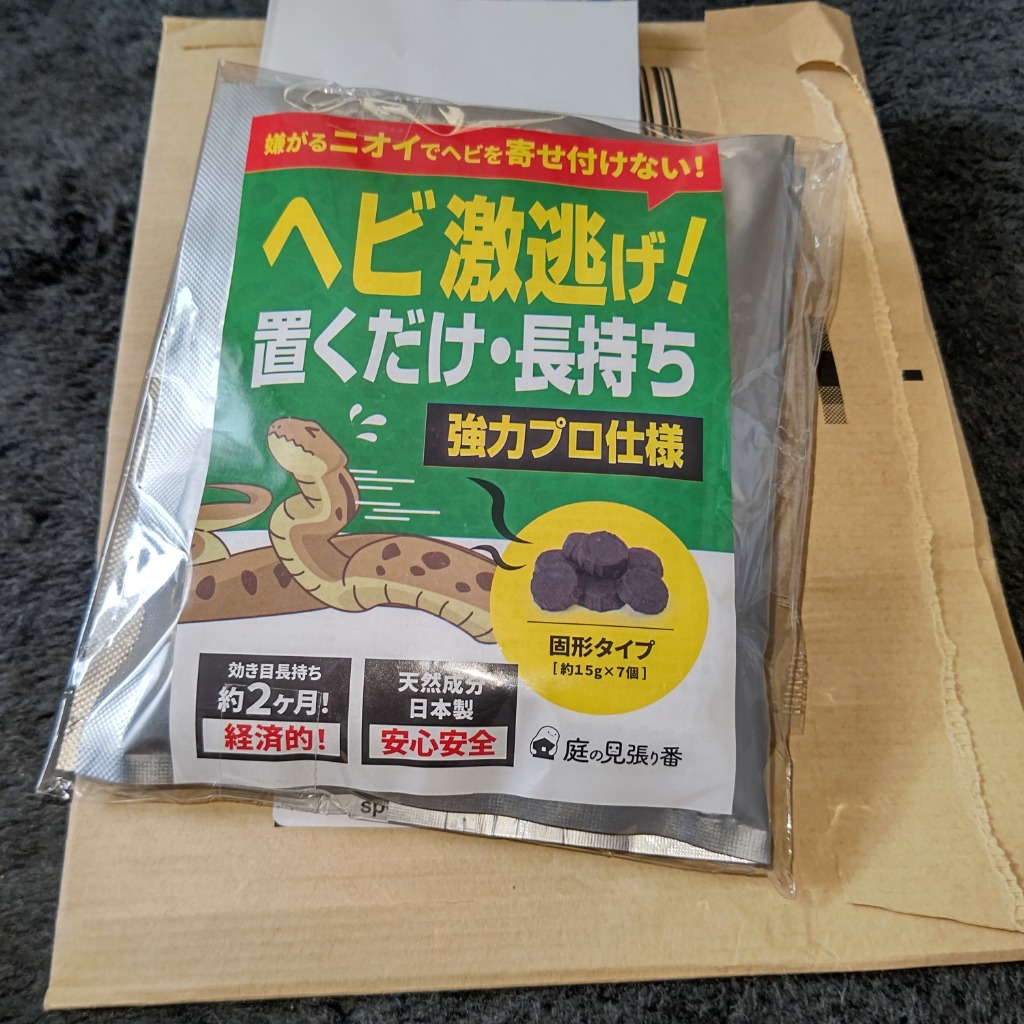 嫌がるニオイでヘビを寄せ付けない!
ヘビ激逃げ!
置くだけ・長持ち
強力プロ仕様
固形タイプ
[約15g×7個]
効き目長持ち
約2ヶ月!
経済的!
天然成分
日本製
安心安全
庭の見張り番
sp